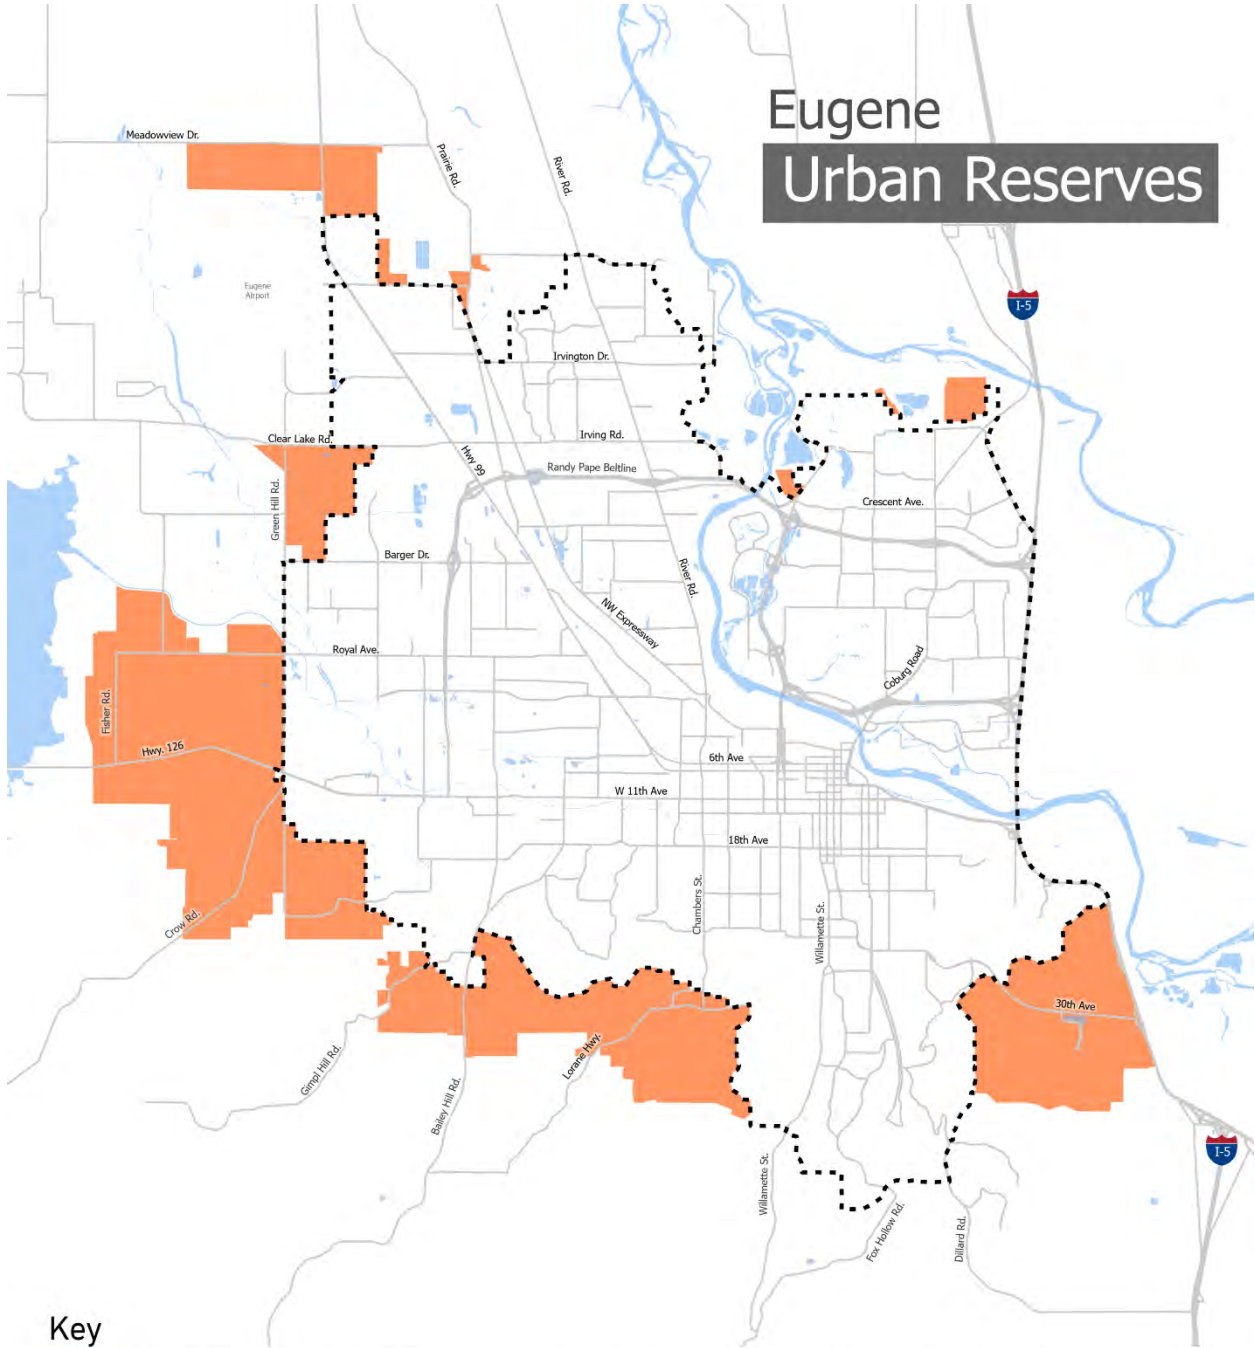 Eugene
Urban Reserves
Meadowview Dr.
Prairie Rd.
River Rd.
Eugene
Airport
I-5
Irvington Dr.
Clear Lake Rd.
Irving Rd.
Hwy 99
Randy Pape Beltline
Green Hill Rd.
Crescent Ave.
Barger Dr.
River Rd.
NW Expressway
Royal Ave.
Coburg Road
Fisher Rd.
Hwy. 126
6th Ave
W 11th Ave
18th Ave
Chambers St.
Willamette St.
Crow Rd.
30th Ave
Gimpl Hill Rd.
Lorane Hwy.
Bailey Hill Rd.
I-5
Willamette St.
Fox Hollow Rd.
Dillard Rd.
Key